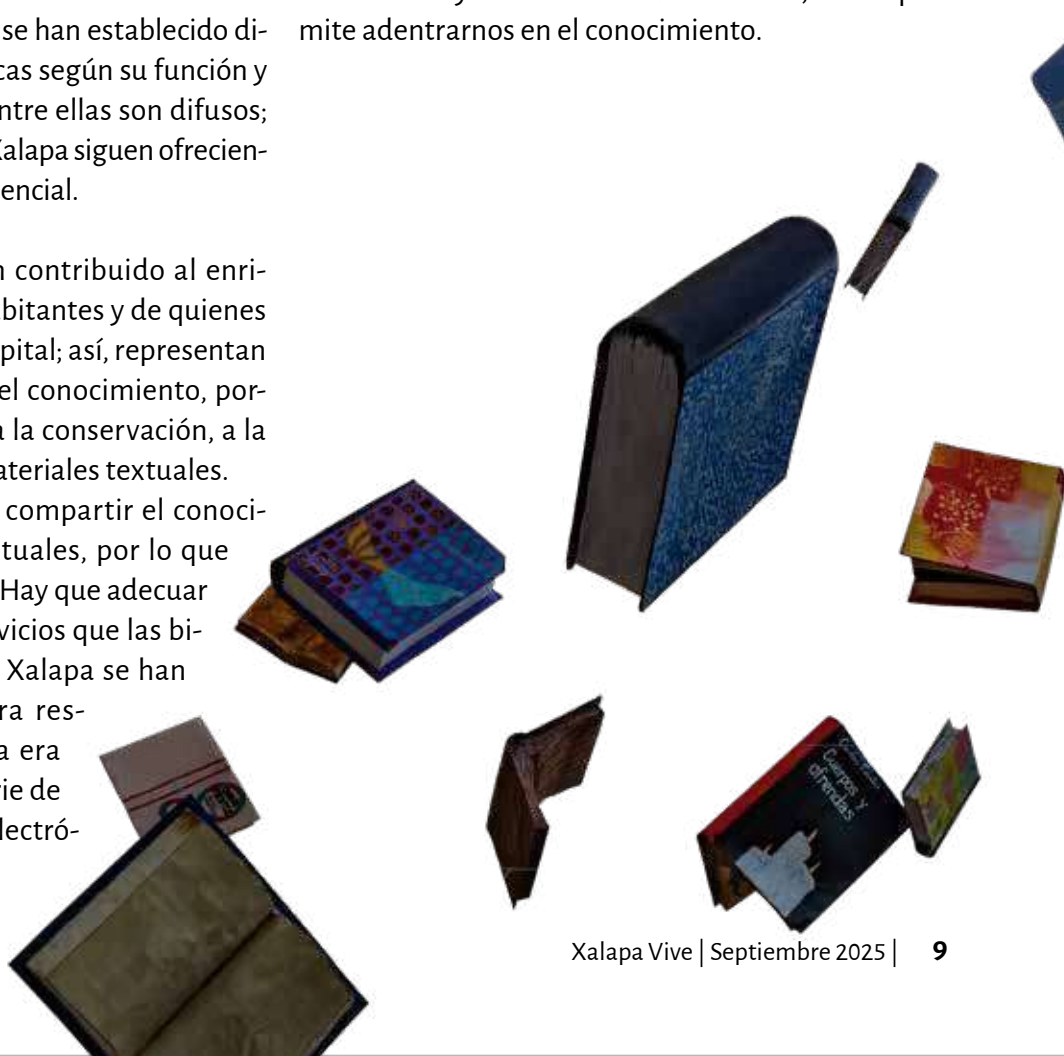 se han establecido di-
cas según su función y
ntre ellas son difusos;
Xalapa siguen ofrecien-
encial.
n contribuido al enri-
bitantes y de quienes
pital; así, representan
el conocimiento, por-
a la conservación, a la
ateriales textuales.
compartir el conoci-
tuales, por lo que
Hay que adecuar
vicios que las bi-
Xalapa se han
ra res-
a era
rie de
lectró-
mite adentrarnos en el conocimiento.
Cuerpos y
ofrendas
Xalapa Vive | Septiembre 2025 | 9